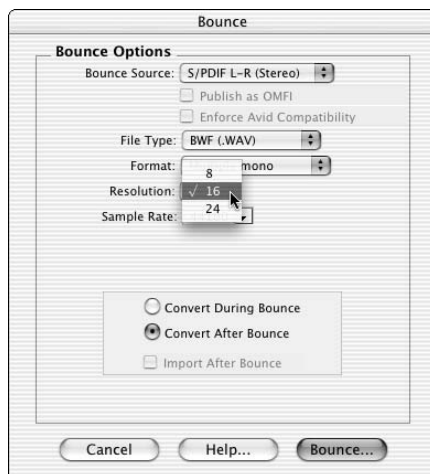 Bounce
Bounce Options
Bounce Source: S/PDIF L-R (Stereo)
Publish as OMFI
Enforce Avid Compatibility
File Type: BWF (.WAV)
Format: mono
8
Resolution: √ 16
24
Sample Rate:
Convert During Bounce
Convert After Bounce
Import After Bounce
Cancel Help... Bounce...